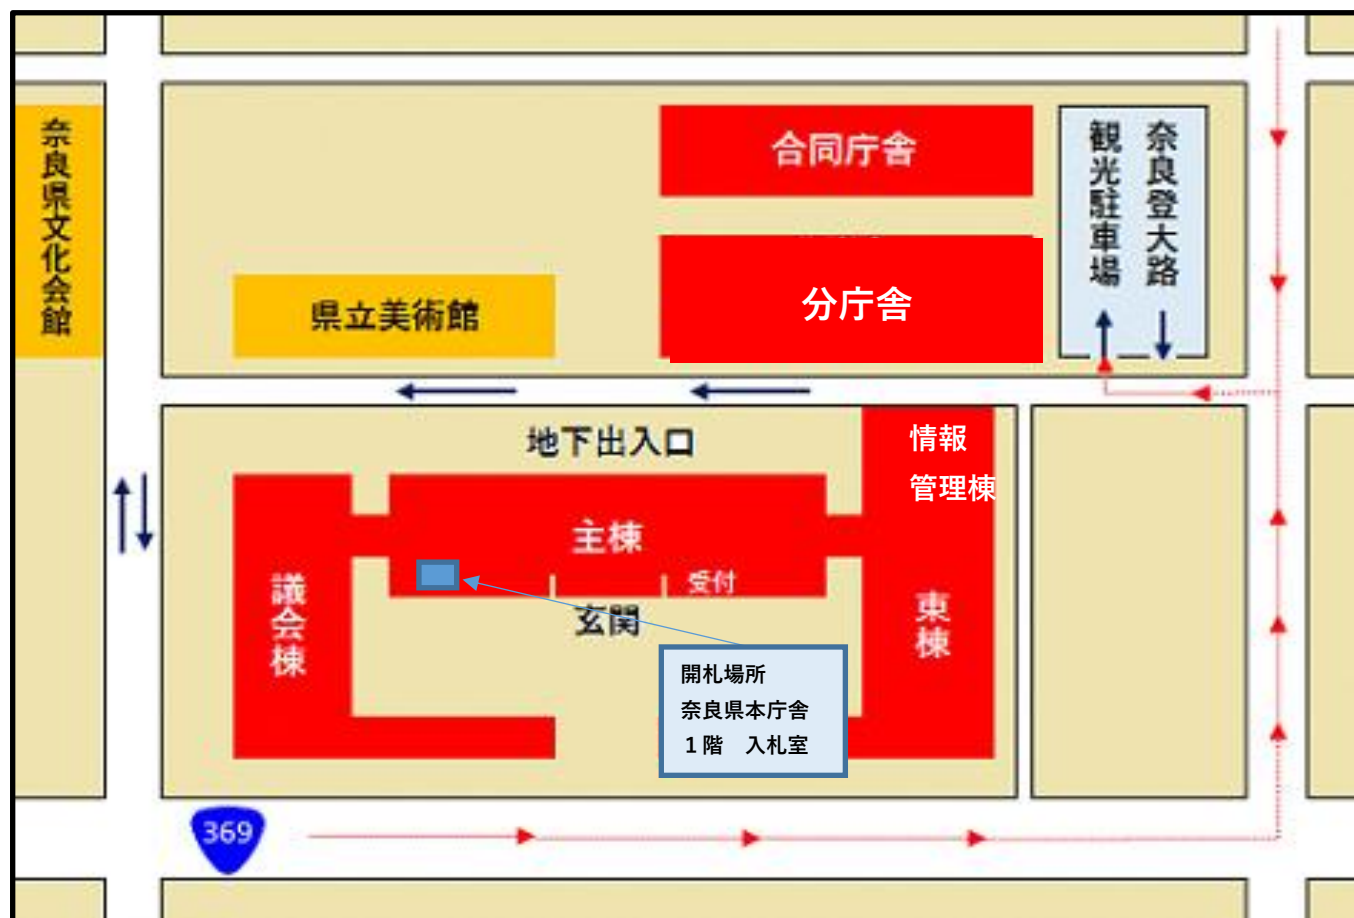 奈良県文化会館
合同庁舎
奈良登大路
観光駐車場
分庁舎
県立美術館
地下出入口
情報
管理棟
主棟
受付
玄関
議会棟
東棟
開札場所
奈良県本庁舎
１階　入札室
369